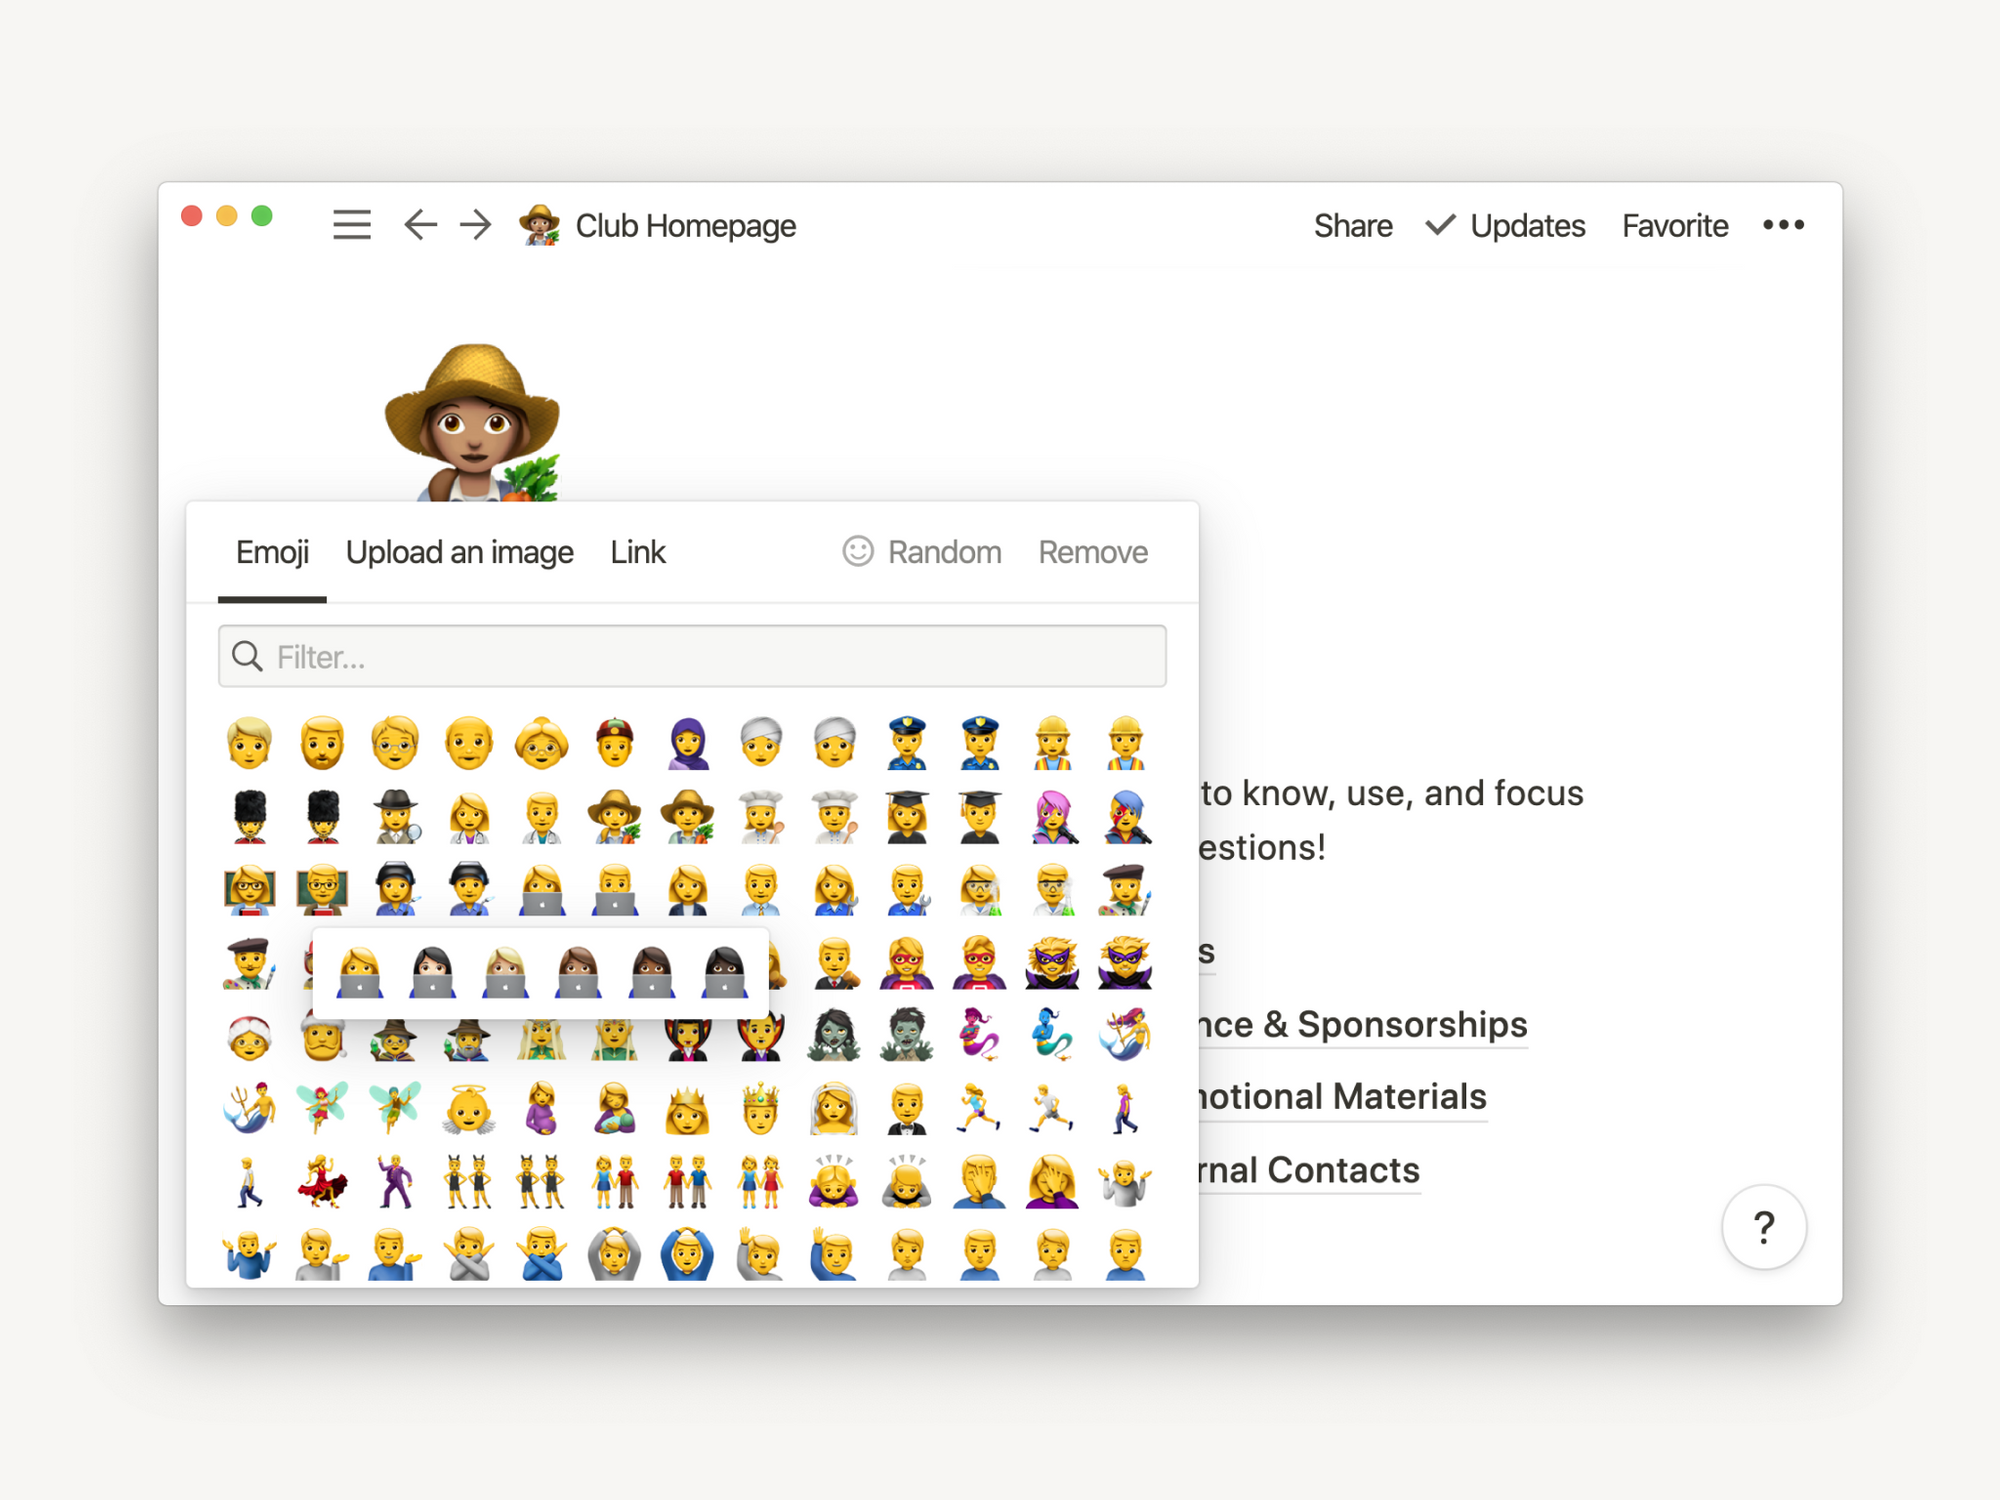 Club Homepage
Share
Updates
Favorite
Emoji
Upload an image
Link
Random
Remove
Filter...
to know, use, and focus
estions!
s
nce & Sponsorships
notional Materials
rnal Contacts
?